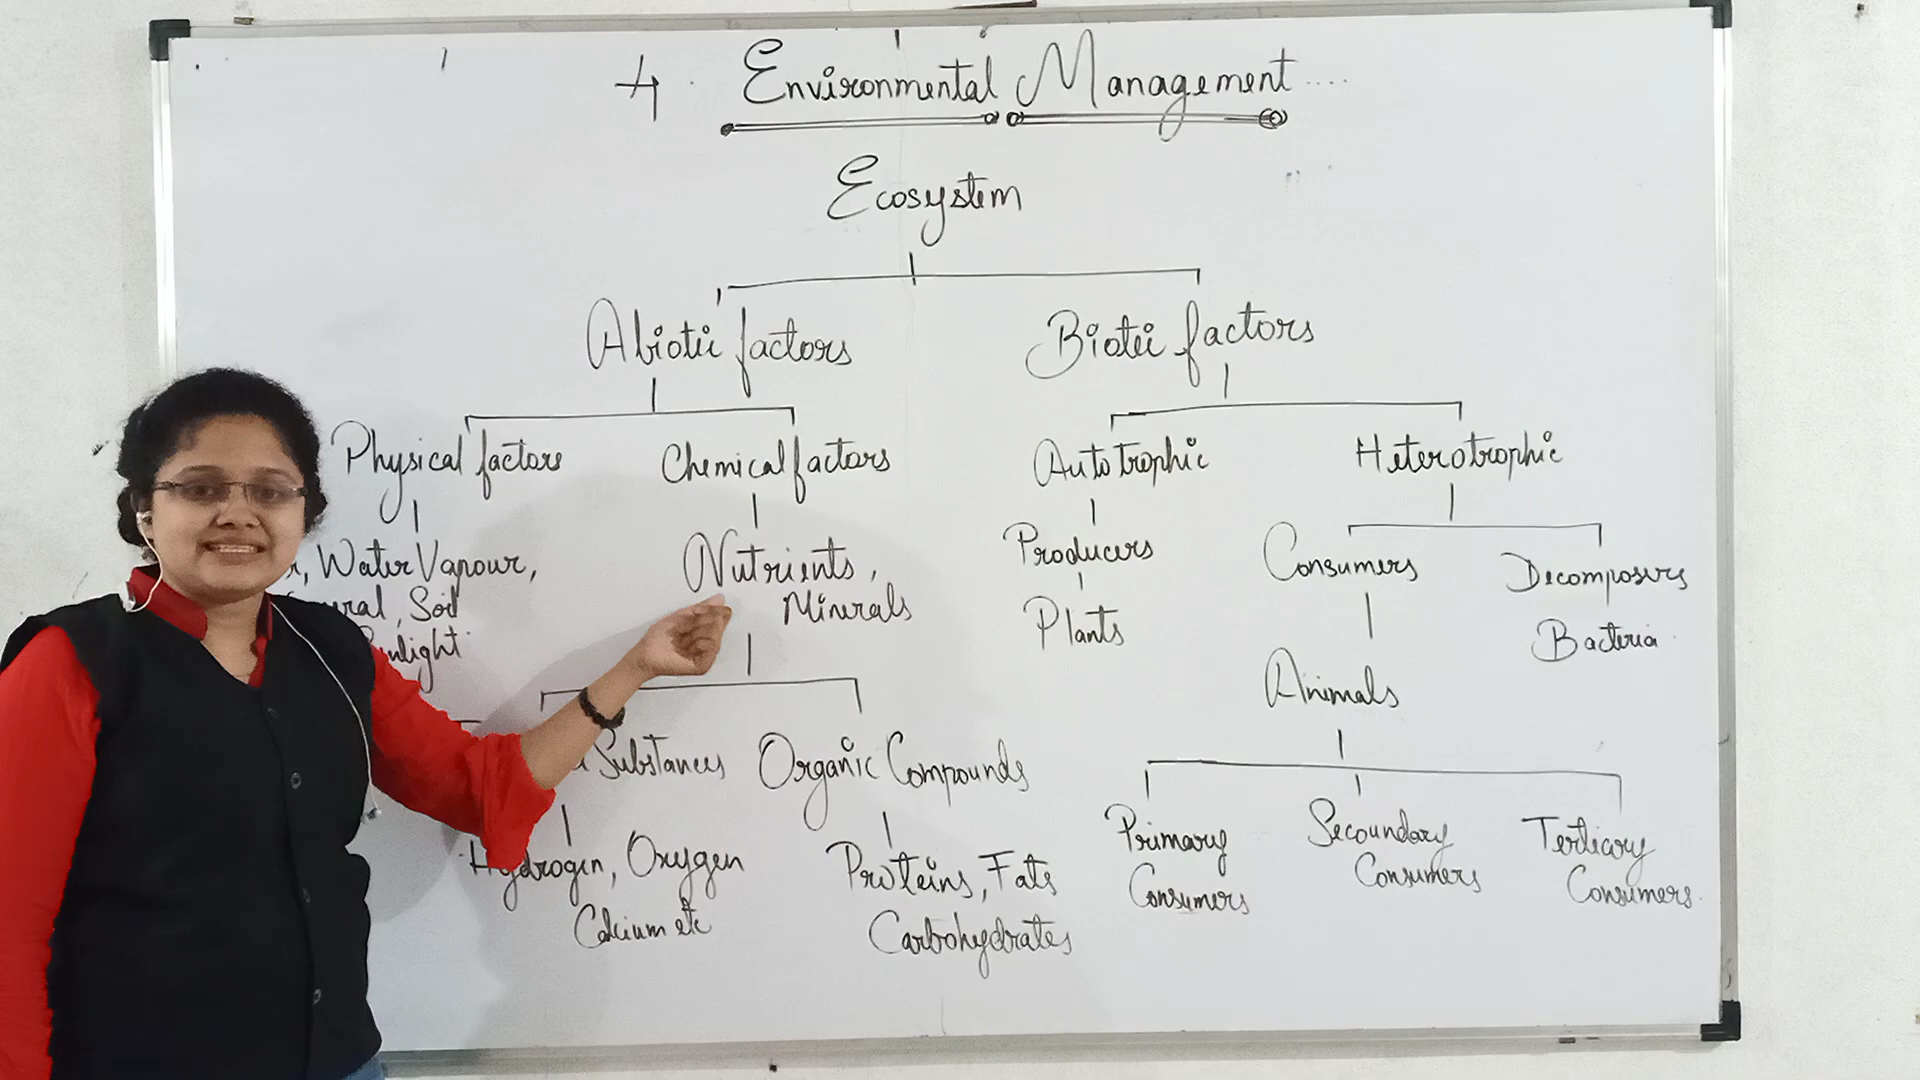 4. Environmental Management....
Ecosystem
Abiotic factors
Biotic factors
Physical factors
Chemical factors
Autotrophic
Heterotrophic
Water Vapour,
Soil
Nutrients,
Minerals
Producers
Plants
Consumers
Decomposers
Bacteria
Animals
Substances
Organic Compounds
Hydrogen, Oxygen
Calcium etc
Proteins, Fats
Carbohydrates
Primary
Consumers
Secoundary
Consumers
Tertiary
Consumers.